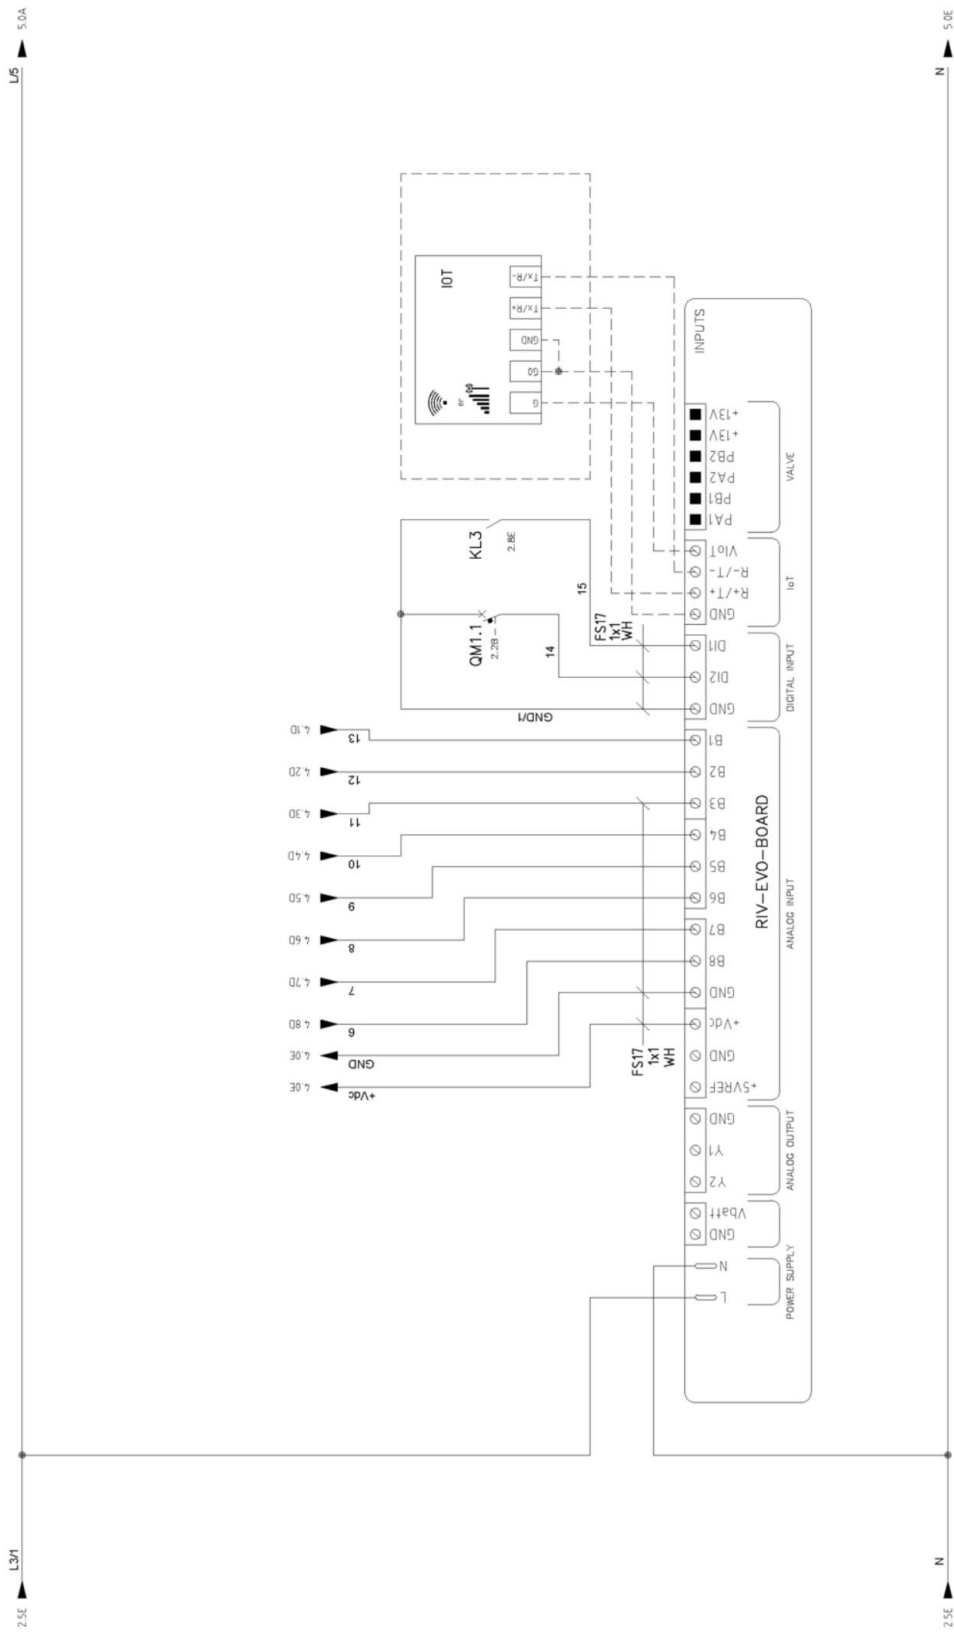 L3/1
2.5E
L/5
5.0A
IOT
or
G
G0
GND
Tx/R+
Tx/R-
KL3
2.8E
15
QM1.1
2.2B
14
GND/1
FS17
1x1
WH
+Vdc
4.0E
GND
4.0E
6
4.8D
7
4.7D
8
4.6D
9
4.5D
10
4.4D
11
4.3D
12
4.2D
13
4.1D
FS17
1x1
WH
L
N
GND
Vbatt
Y2
Y1
GND
+5VREF
GND
+Vdc
GND
B8
B7
B6
B5
B4
B3
B2
B1
GND
DI2
DI1
GND
R+/T+
R-/T-
VIoT
PA1
PB1
PA2
PB2
+13V
+13V
INPUTS
RIV-EVO-BOARD
POWER SUPPLY
ANALOG OUTPUT
ANALOG INPUT
DIGITAL INPUT
IoT
VALVE
N
2.5E
N
5.0E